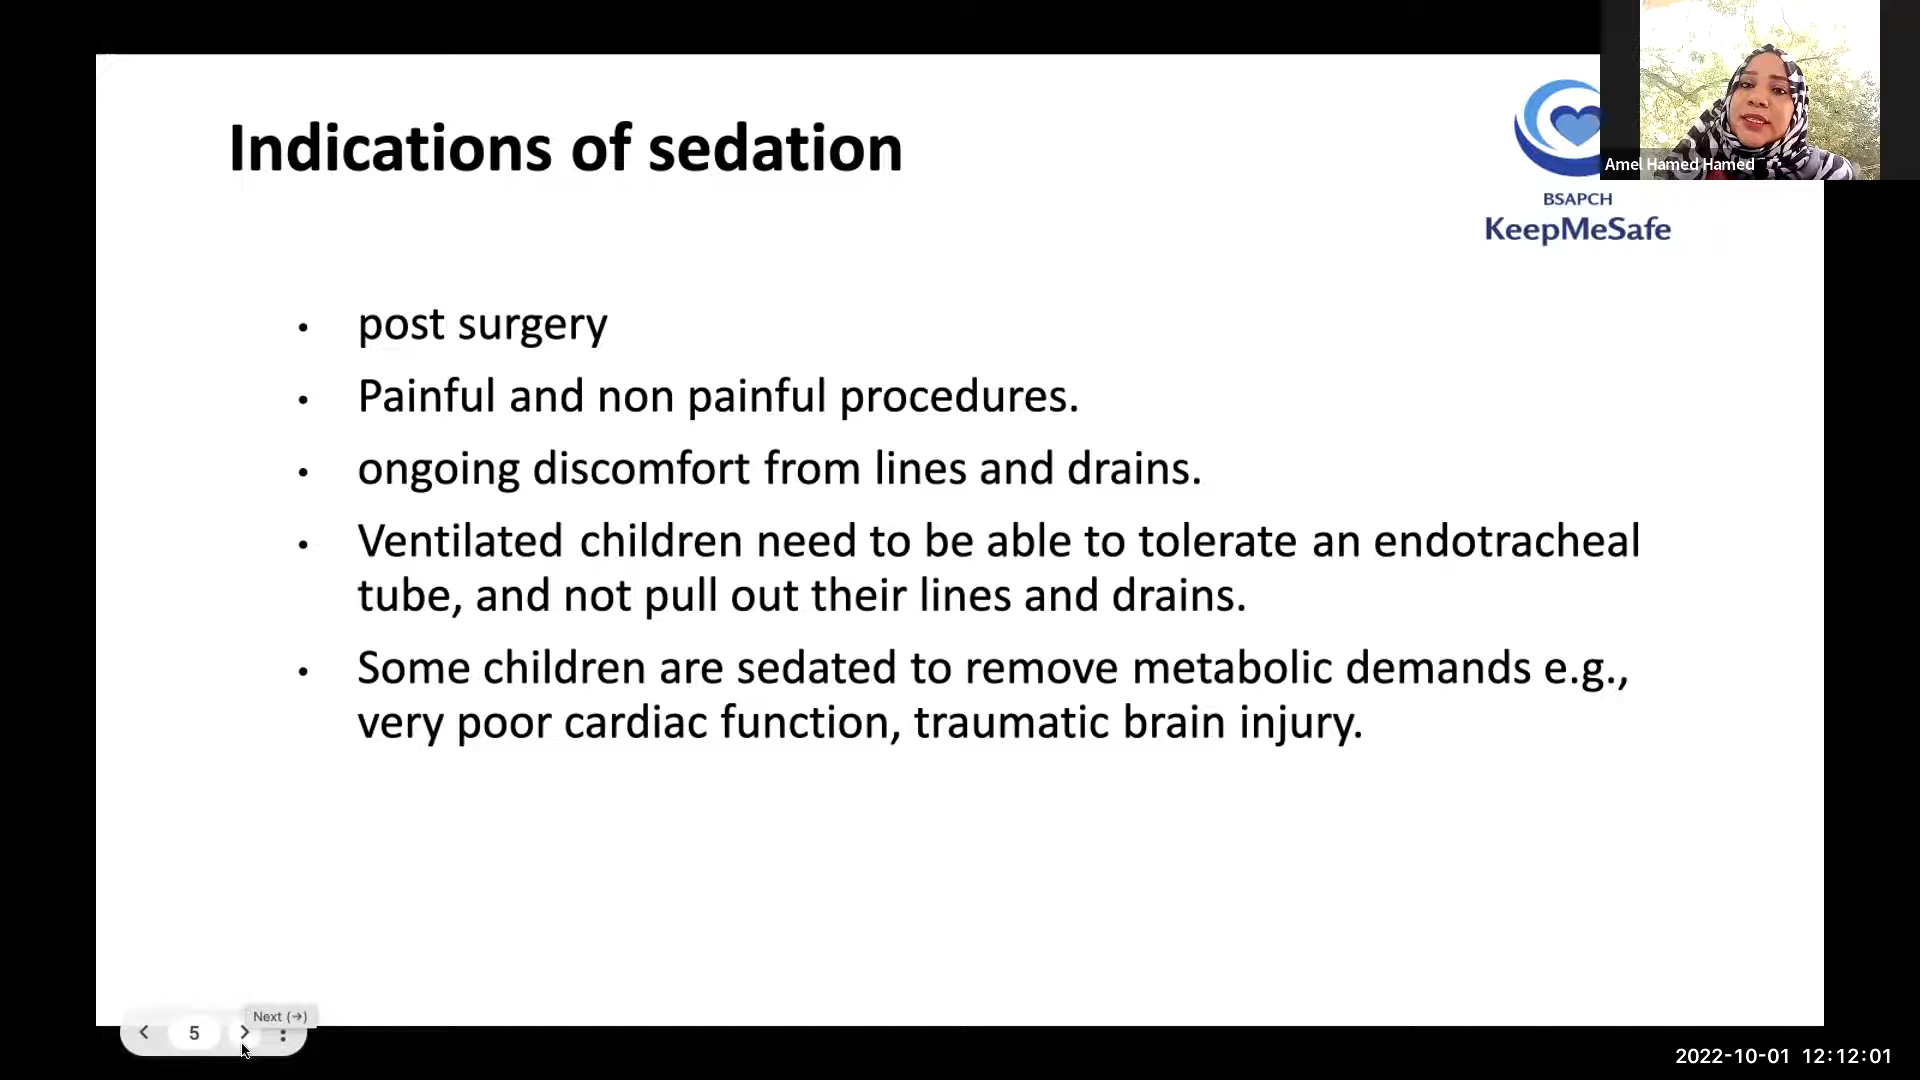 Indications of sedation
Amel Hamed Hamed
BSAPCH
KeepMeSafe
• post surgery
• Painful and non painful procedures.
• ongoing discomfort from lines and drains.
• Ventilated children need to be able to tolerate an endotracheal
tube, and not pull out their lines and drains.
• Some children are sedated to remove metabolic demands e.g.,
very poor cardiac function, traumatic brain injury.
Next (→)
5
2022-10-01 12:12:01